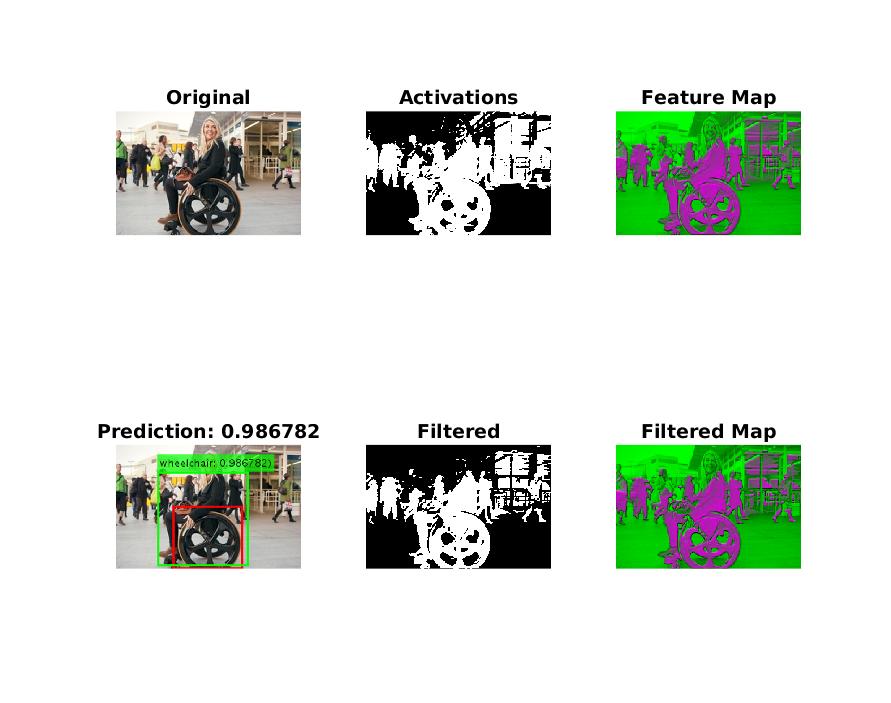 Original
Activations
Feature Map
Prediction: 0.986782
Filtered
Filtered Map
wheelchair: 0.986782)